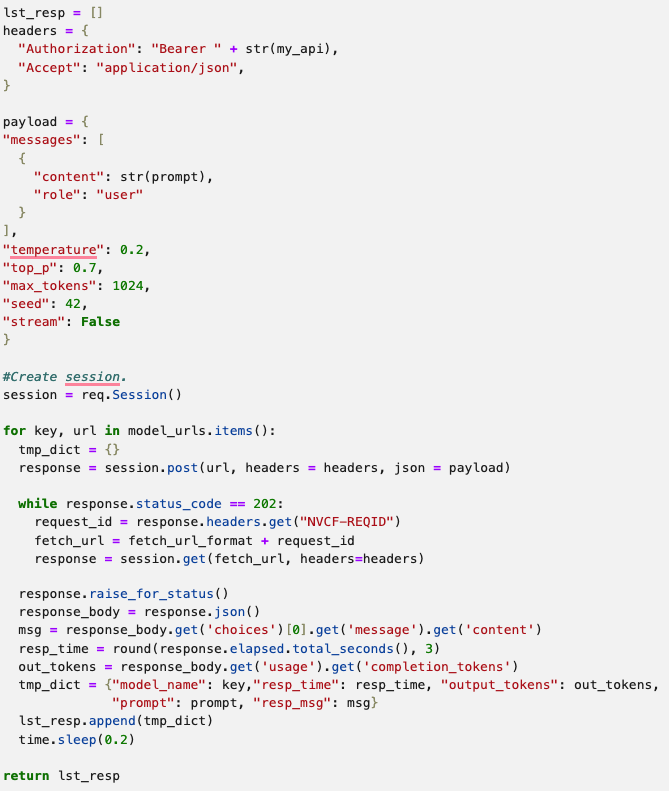 lst_resp = []
headers = {
  "Authorization": "Bearer " + str(my_api),
  "Accept": "application/json",
}

payload = {
"messages": [
  {
    "content": str(prompt),
    "role": "user"
  }
],
"temperature": 0.2,
"top_p": 0.7,
"max_tokens": 1024,
"seed": 42,
"stream": False
}

#Create session.
session = req.Session()

for key, url in model_urls.items():
  tmp_dict = {}
  response = session.post(url, headers = headers, json = payload)

  while response.status_code == 202:
    request_id = response.headers.get("NVCF-REQID")
    fetch_url = fetch_url_format + request_id
    response = session.get(fetch_url, headers=headers)

  response.raise_for_status()
  response_body = response.json()
  msg = response_body.get('choices')[0].get('message').get('content')
  resp_time = round(response.elapsed.total_seconds(), 3)
  out_tokens = response_body.get('usage').get('completion_tokens')
  tmp_dict = {"model_name": key,"resp_time": resp_time, "output_tokens": out_tokens,
              "prompt": prompt, "resp_msg": msg}
  lst_resp.append(tmp_dict)
  time.sleep(0.2)

return lst_resp